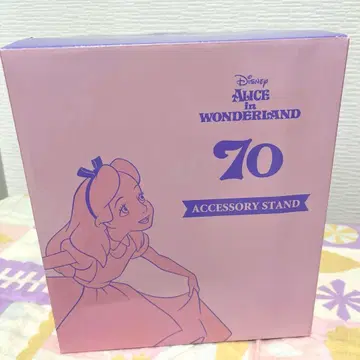 Disney
ALICE
in
WONDERLAND
70
ACCESSORY STAND